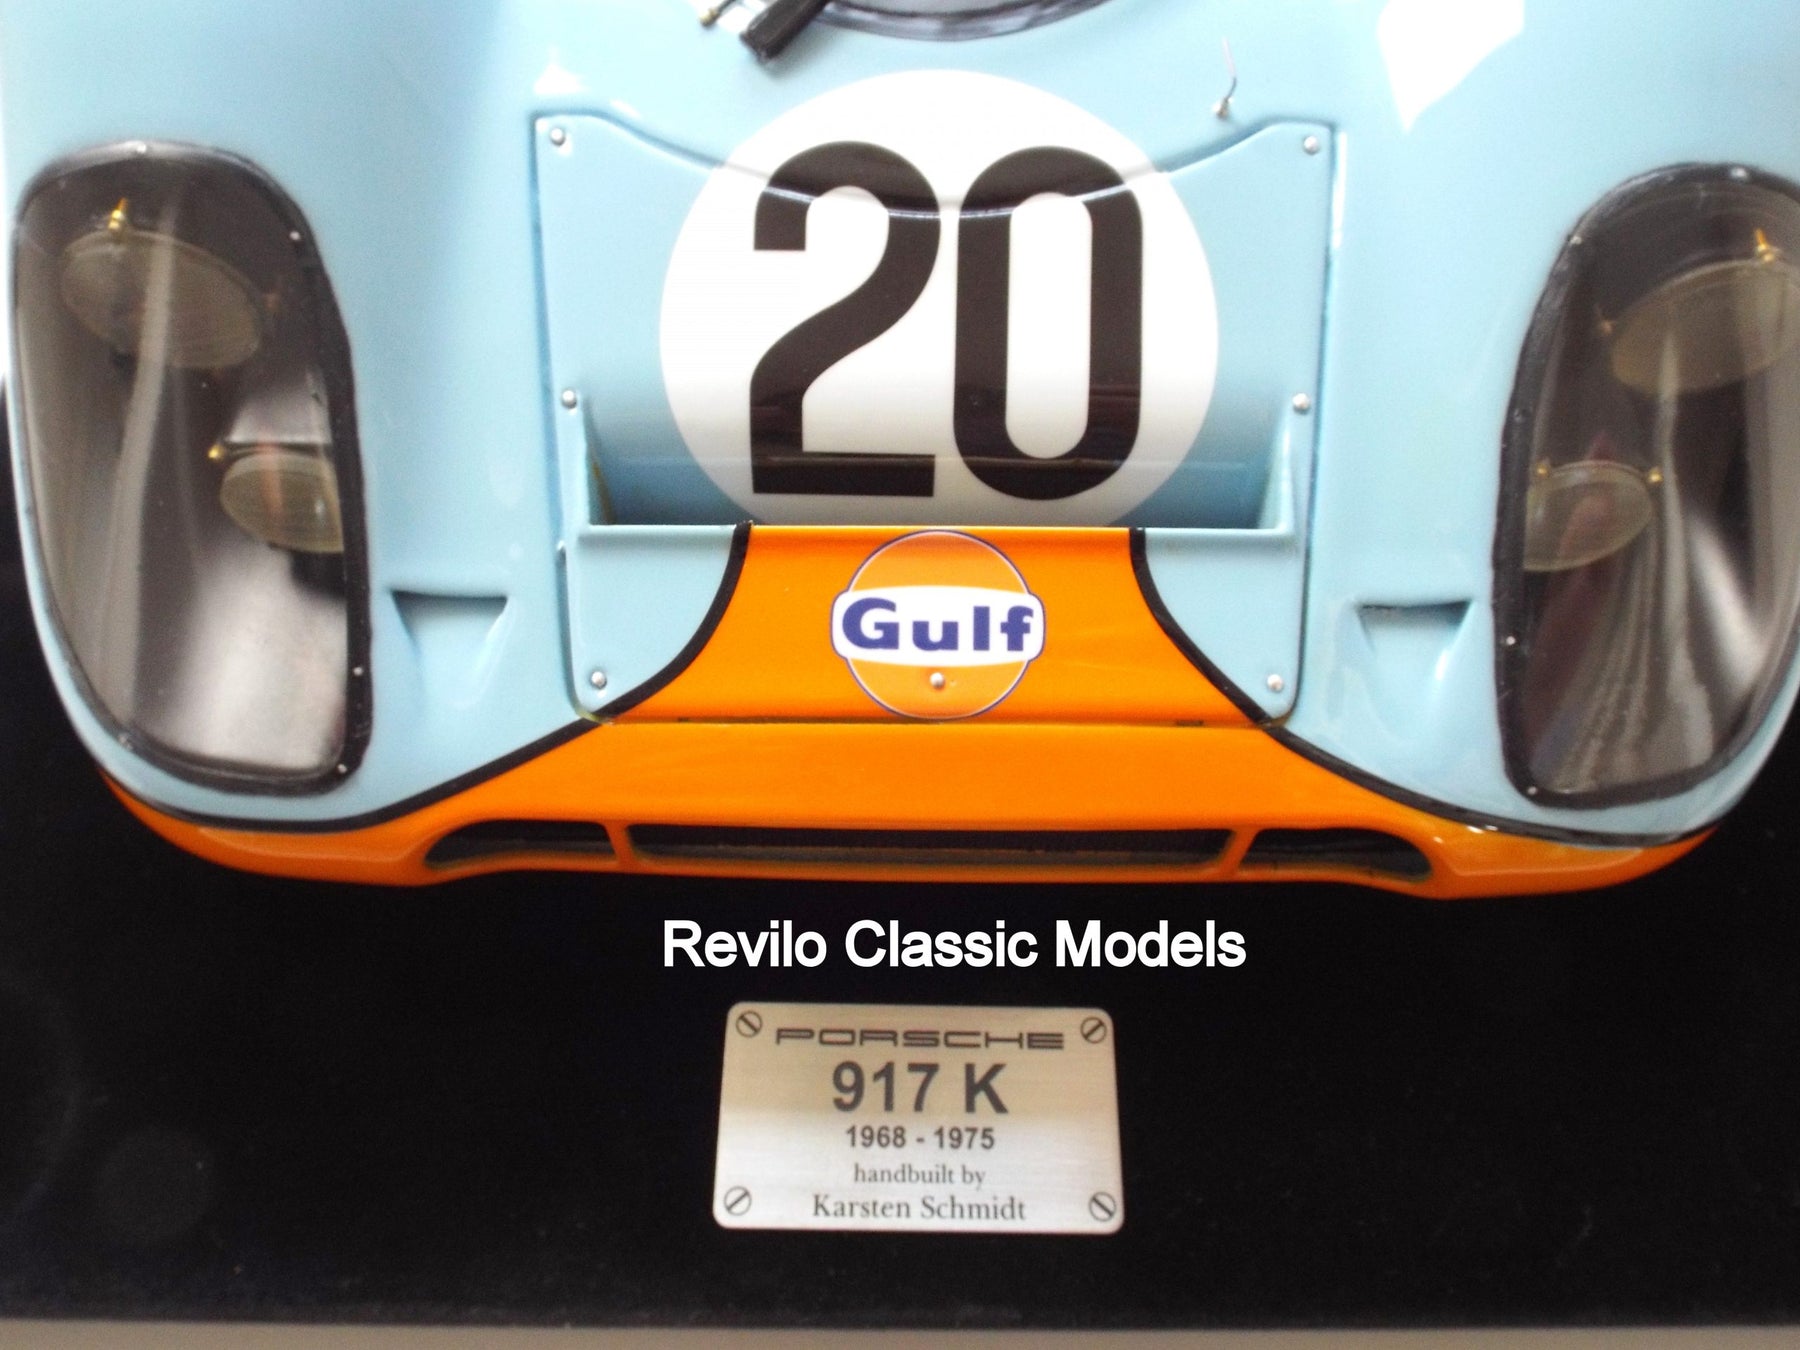 20
Gulf
Revilo Classic Models
PORSCHE
917 K
1968 - 1975
handbuilt by
Karsten Schmidt